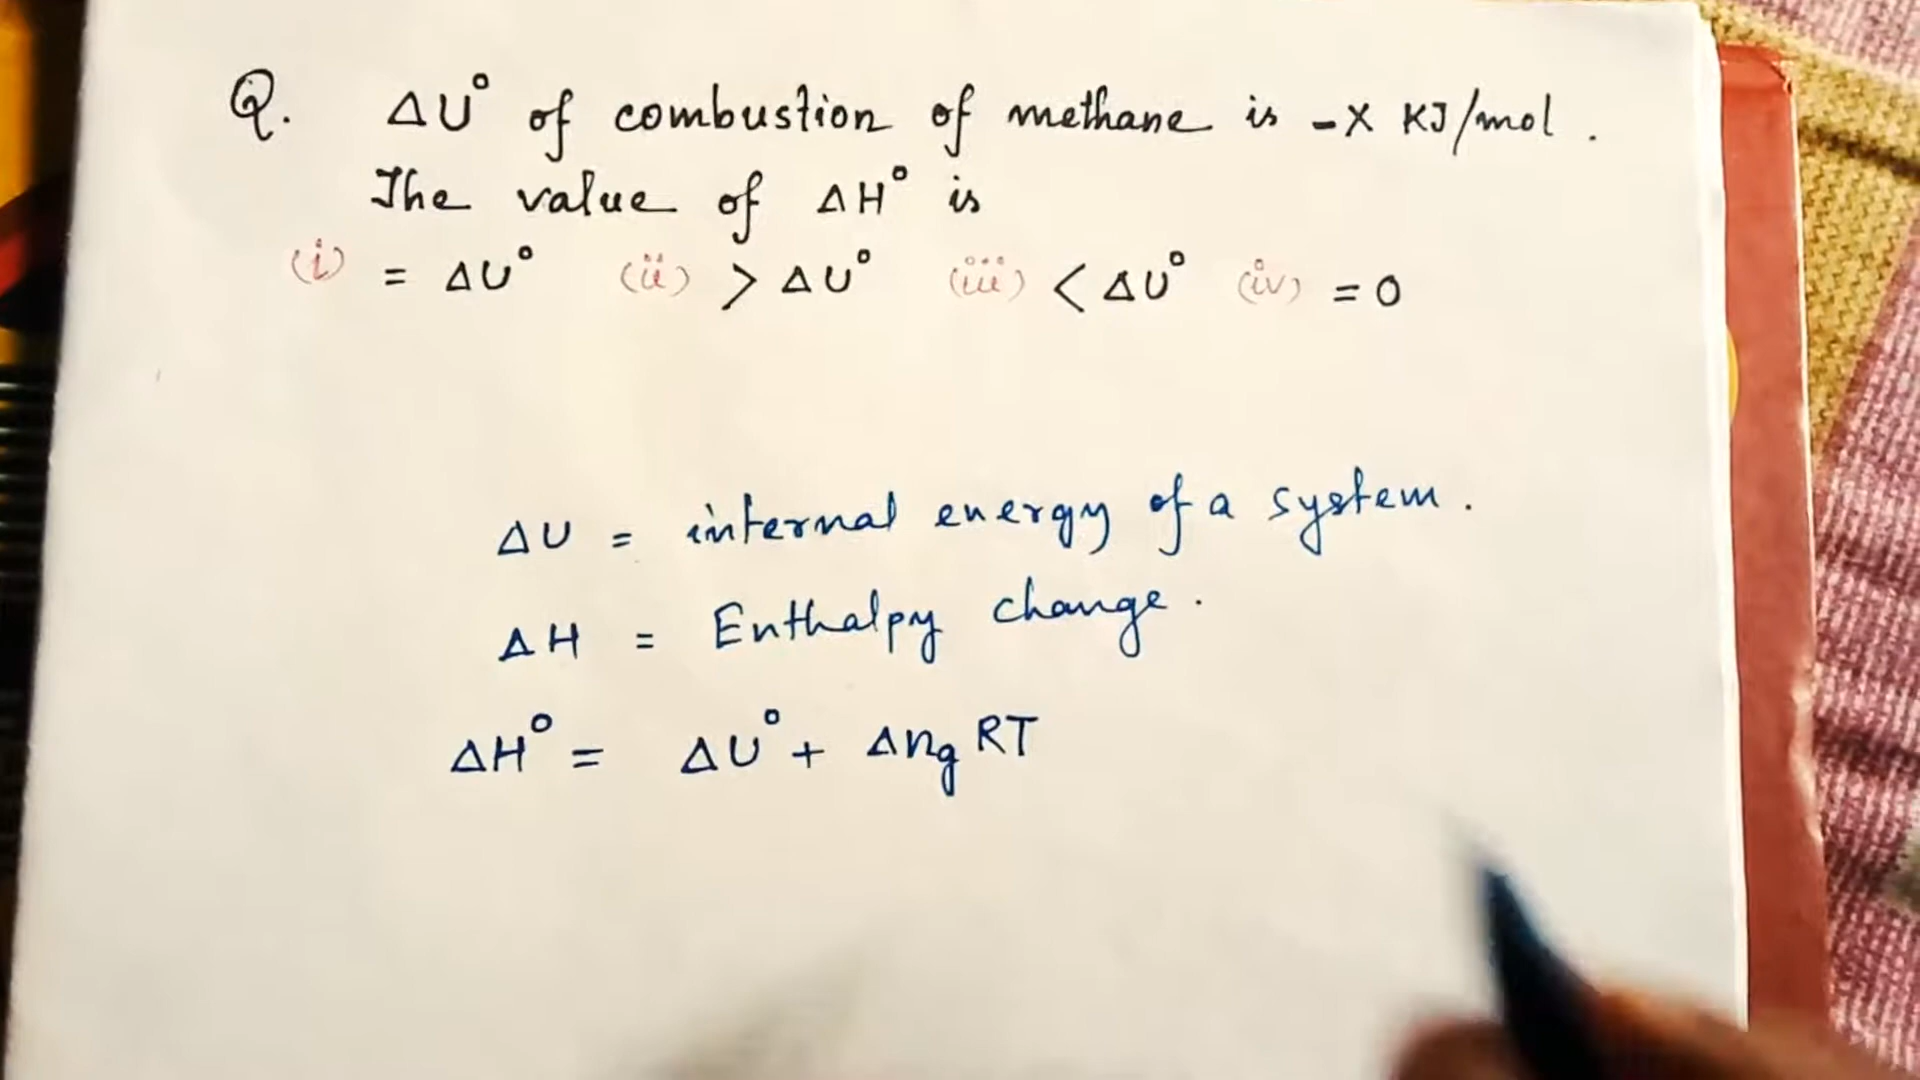 Q. ΔU° of combustion of methane is -X KJ/mol.
The value of ΔH° is
(i) = ΔU° (ii) > ΔU° (iii) < ΔU° (iv) = 0
ΔU = internal energy of a system.
ΔH = Enthalpy change.
ΔH° = ΔU° + Δng RT